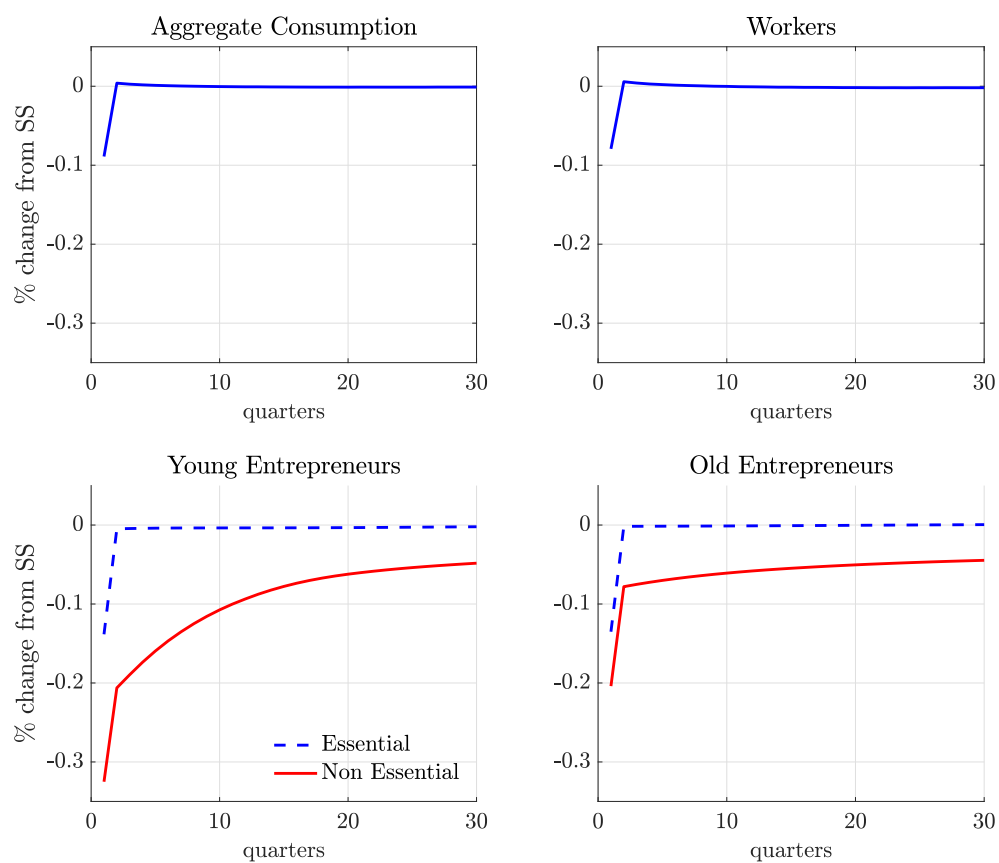 Aggregate Consumption
Workers
% change from SS
0
-0.1
-0.2
-0.3
0
-0.1
-0.2
-0.3
0 10 20 30
0 10 20 30
quarters
quarters
Young Entrepreneurs
Old Entrepreneurs
% change from SS
0
-0.1
-0.2
-0.3
0
-0.1
-0.2
-0.3
Essential
Non Essential
0 10 20 30
0 10 20 30
quarters
quarters